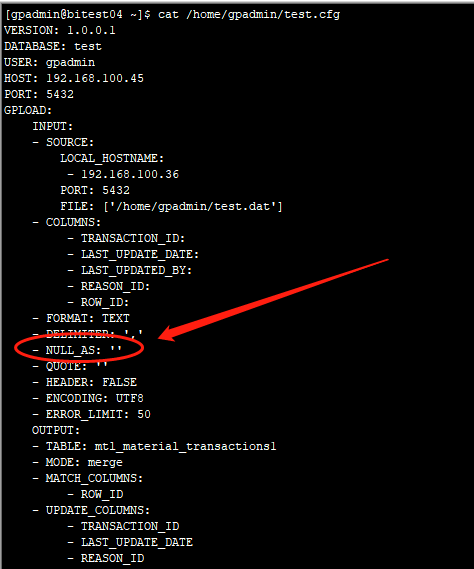 [gpadmin@bitest04 ~]$ cat /home/gpadmin/test.cfg
VERSION: 1.0.0.1
DATABASE: test
USER: gpadmin
HOST: 192.168.100.45
PORT: 5432
GPLOAD:
INPUT:
- SOURCE:
LOCAL_HOSTNAME:
- 192.168.100.36
PORT: 5432
FILE: ['/home/gpadmin/test.dat']
- COLUMNS:
- TRANSACTION_ID:
- LAST_UPDATE_DATE:
- LAST_UPDATED_BY:
- REASON_ID:
- ROW_ID:
- FORMAT: TEXT
- DELIMITER: ','
- NULL_AS: ''
- QUOTE: ''
- HEADER: FALSE
- ENCODING: UTF8
- ERROR_LIMIT: 50
OUTPUT:
- TABLE: mtl_material_transactions1
- MODE: merge
- MATCH_COLUMNS:
- ROW_ID
- UPDATE_COLUMNS:
- TRANSACTION_ID
- LAST_UPDATE_DATE
- REASON_ID